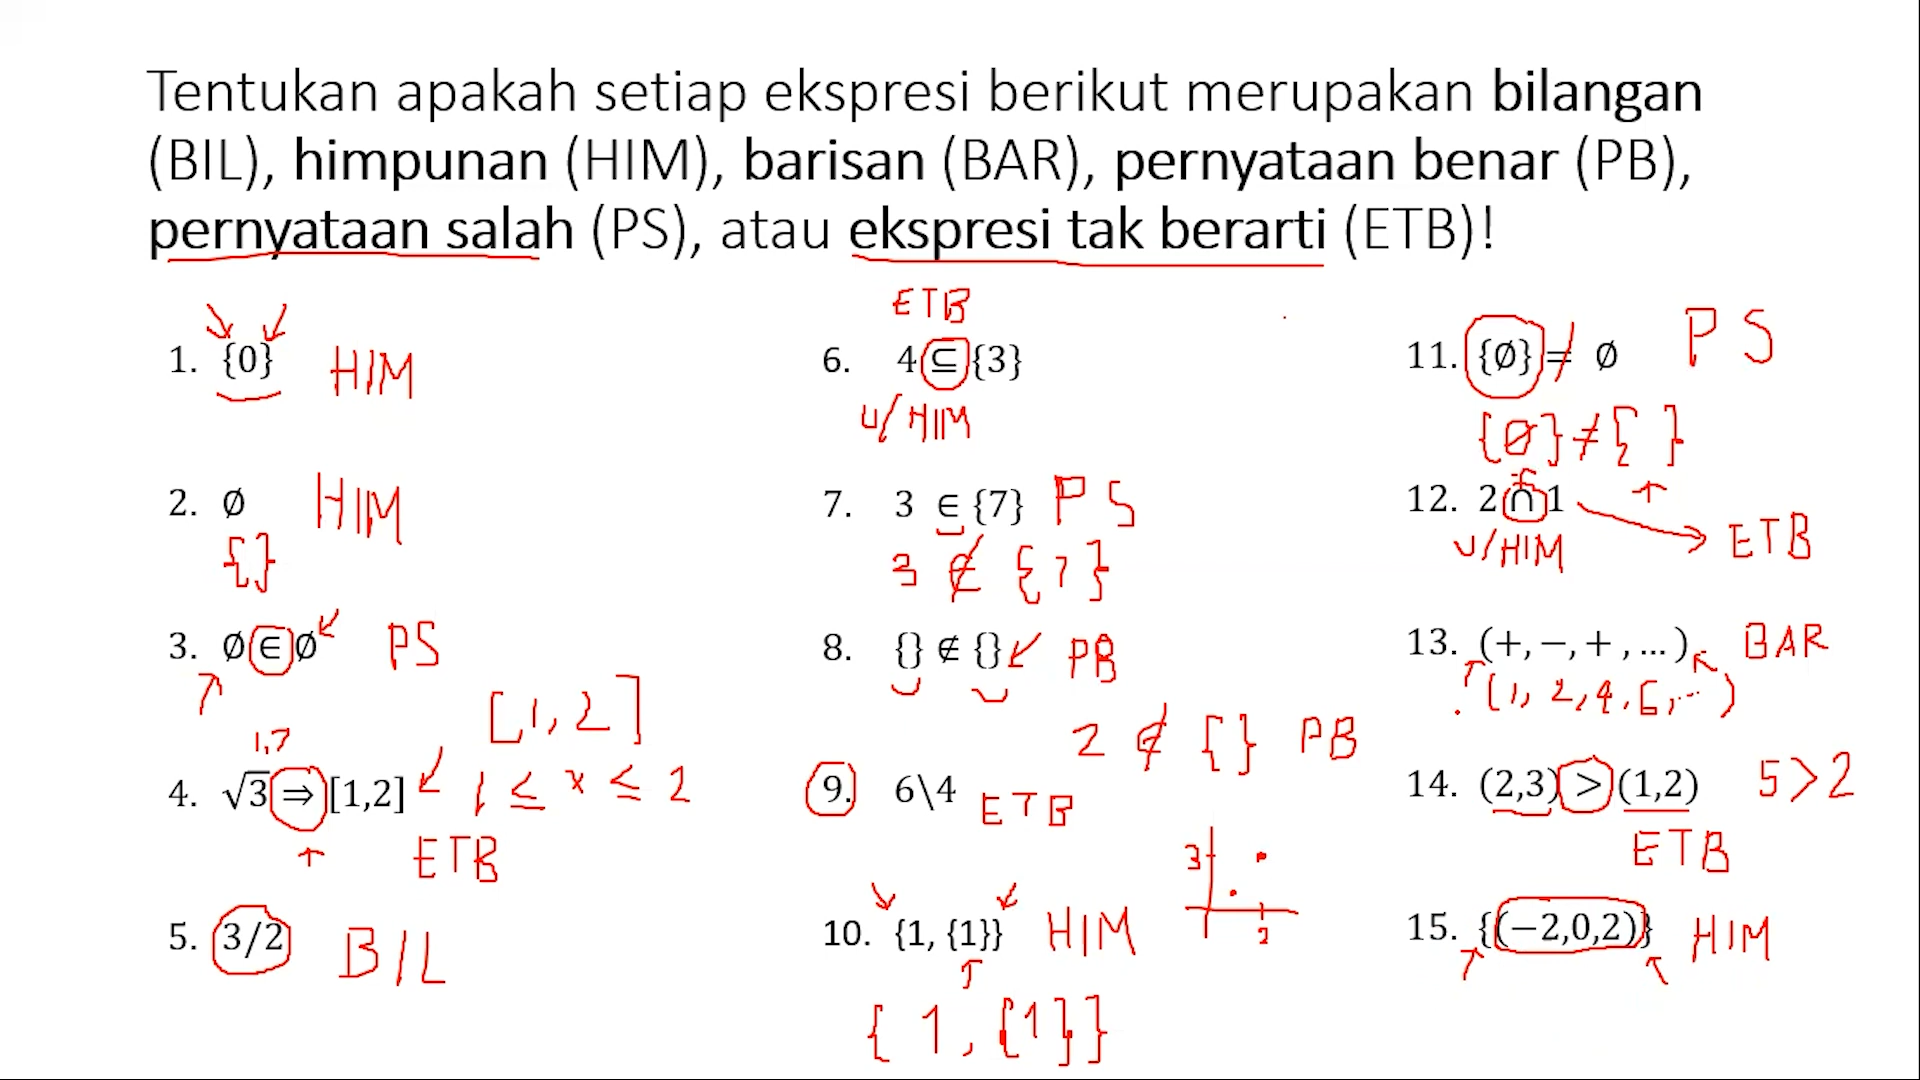 Tentukan apakah setiap ekspresi berikut merupakan bilangan
(BIL), himpunan (HIM), barisan (BAR), pernyataan benar (PB),
pernyataan salah (PS), atau ekspresi tak berarti (ETB)!
1. {0} HIM
2. ∅ HIM
{}
3. ∅ ∈ ∅ PS
[1,2]
1,7
4. √3 ⇒ [1,2] 1 ≤ x ≤ 2
ETB
5. 3/2 BIL
ETB
6. 4 ⊆ {3}
U/ HIM
7. 3 ∈ {7} PS
3 ∉ {7}
8. {} ∉ {} PB
2 ∉ {} PB
9. 6\4 ETB
3
2
10. {1, {1}} HIM
{1, {1}}
11. {∅} = ∅ PS
{∅} ≠ { }
12. 2 ∩ 1 ETB
U/HIM
13. (+, −, + , … ) BAR
(1, 2, 4, 6, ...)
14. (2,3) > (1,2) 5 > 2
ETB
15. {(−2,0,2)} HIM